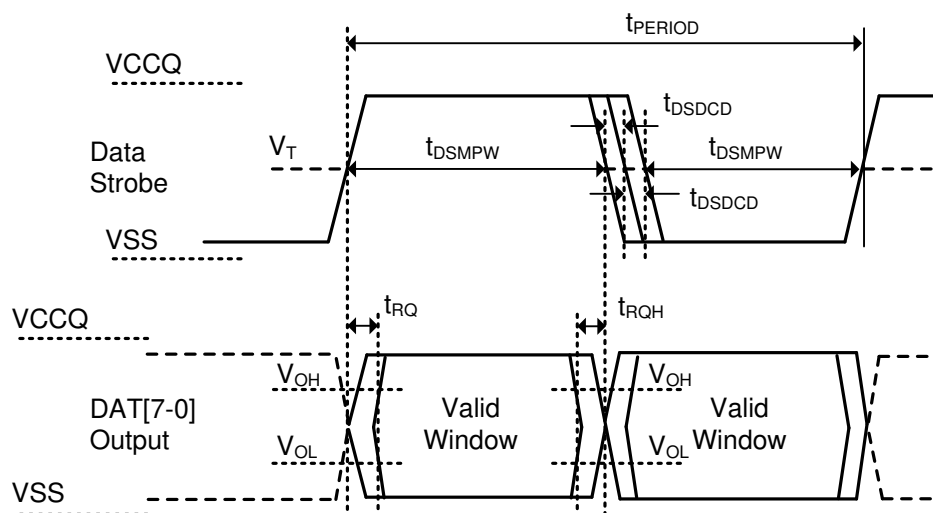 tPERIOD
VCCQ
tDSDCD
VT
tDSMPW
tDSMPW
Data
Strobe
tDSDCD
VSS
tRQ
tRQH
VCCQ
VOH
VOH
DAT[7-0]
Output
Valid
Window
Valid
Window
VOL
VOL
VSS